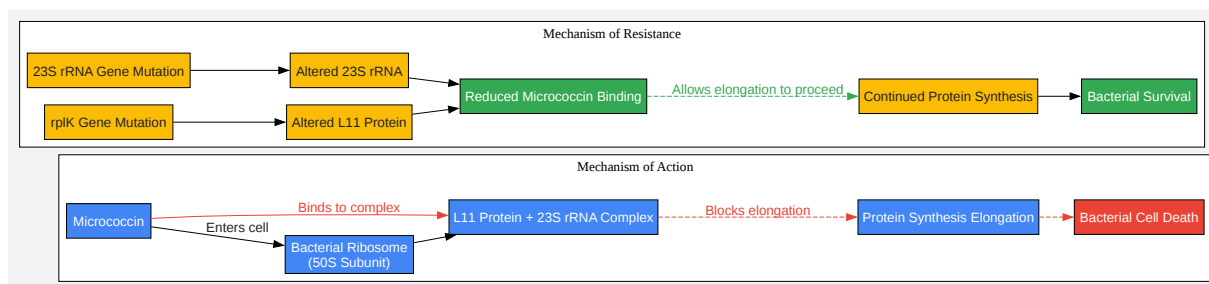 Mechanism of Resistance
23S rRNA Gene Mutation
Altered 23S rRNA
rplK Gene Mutation
Altered L11 Protein
Reduced Micrococcin Binding
Allows elongation to proceed
Continued Protein Synthesis
Bacterial Survival
Mechanism of Action
Micrococcin
Binds to complex
Enters cell
Bacterial Ribosome
(50S Subunit)
L11 Protein + 23S rRNA Complex
Blocks elongation
Protein Synthesis Elongation
Bacterial Cell Death